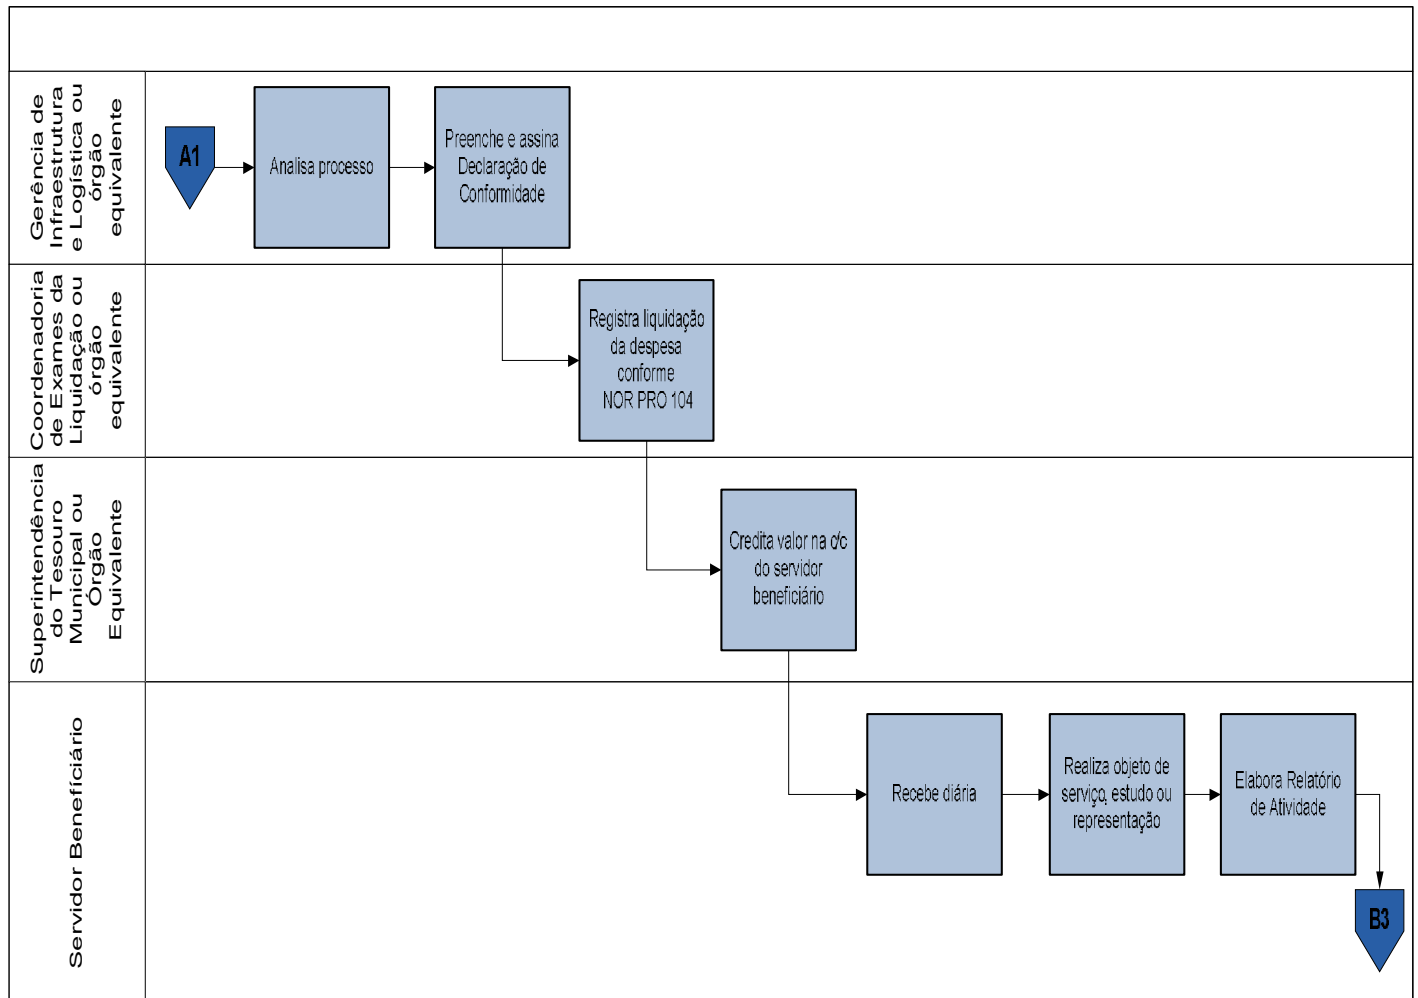 Gerência de
Infraestrutura
e Logística ou
órgão
equivalente
A1
Analisa processo
Preenche e assina
Declaração de
Conformidade
Coordenadoria
de Exames da
Liquidação ou
órgão
equivalente
Registra liquidação
da despesa
conforme
NOR PRO 104
Superintendência
do Tesouro
Municipal ou
Órgão
Equivalente
Credita valor na c/c
do servidor
beneficiário
Servidor Benefíciário
Recebe diária
Realiza objeto de
serviço, estudo ou
representação
Elabora Relatório
de Atividade
B3